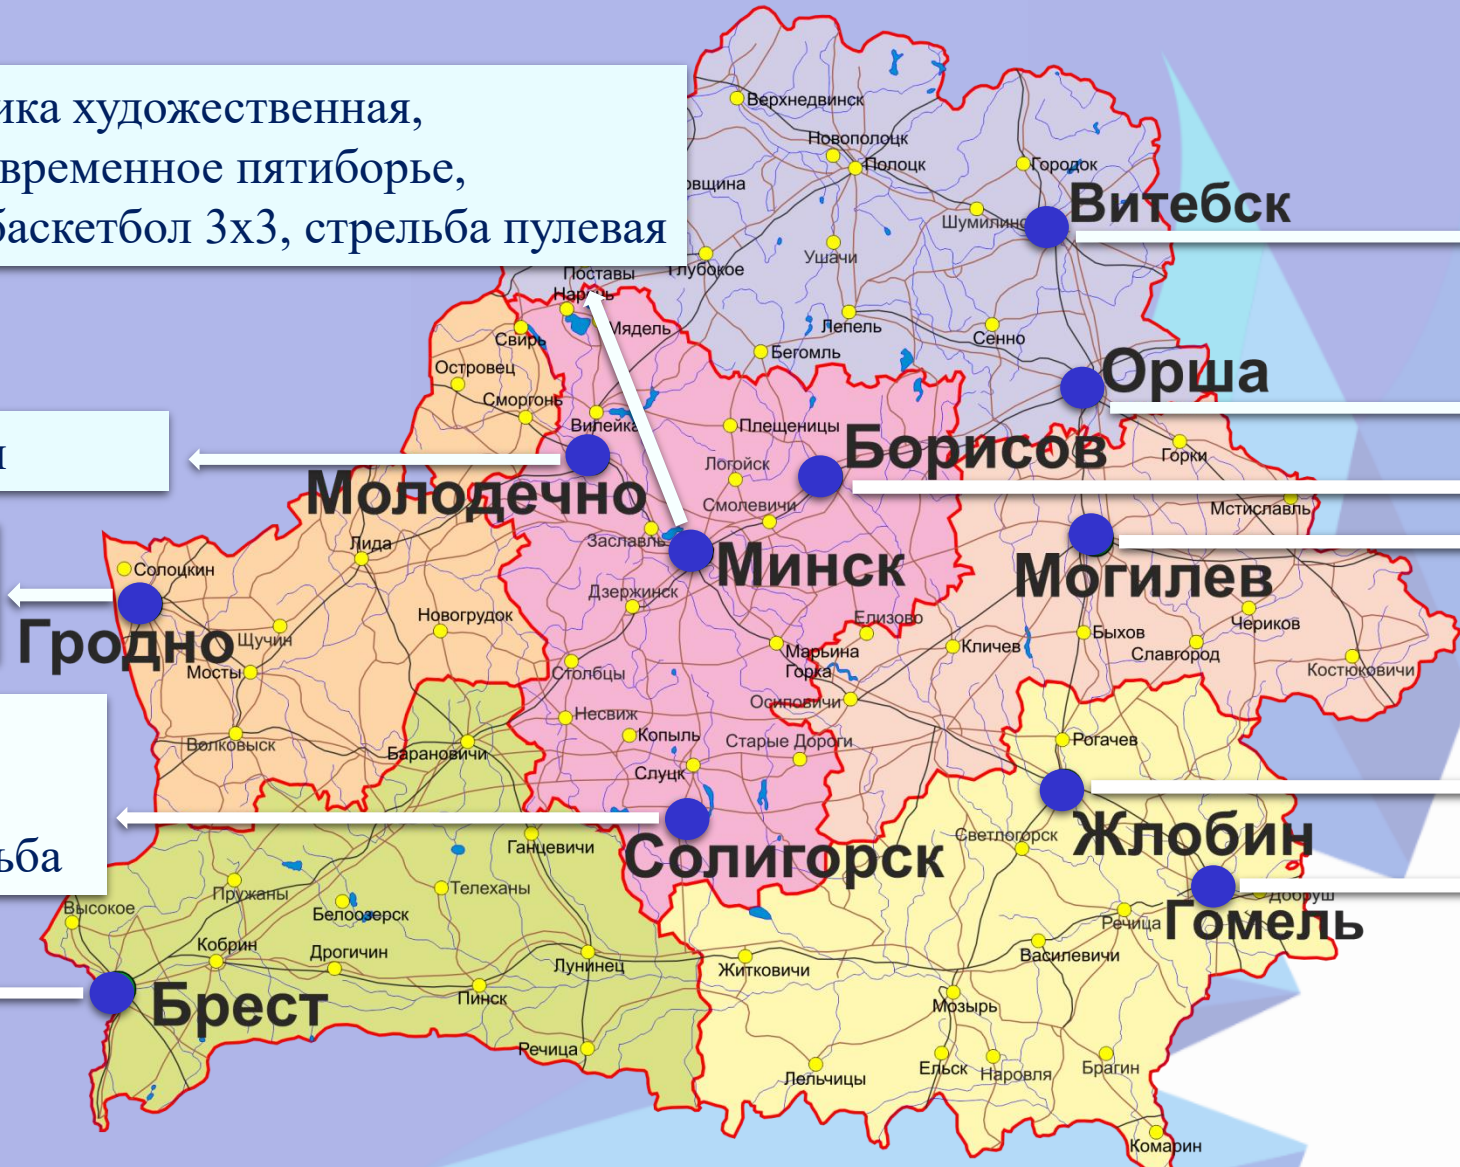 ика художественная,
временное пятиборье,
баскетбол 3х3, стрельба пулевая
Верхнедвинск
Новополоцк
Полоцк
Городок
овщина
Шумилино
Витебск
Ушачи
Глубокое
Поставы
Нарочь
Мядель
Свирь
Лепель
Сенно
Бегомль
Островец
Сморгонь
Орша
Вилейка
Плещеницы
Борисов
Горки
Логойск
Молодечно
Смолевичи
Мстиславль
Заславль
Минск
Лида
Солоцкин
Могилев
Дзержинск
Новогрудок
Елизово
Чериков
Гродно
Щучин
Быхов
Кличев
Славгород
Марьина
Горка
Мосты
Столбцы
Костюковичи
Осиповичи
Несвиж
Копыль
Старые Дороги
Рогачев
Волковыск
Барановичи
Слуцк
Светлогорск
Жлобин
Ганцевичи
Солигорск
ьба
Пружаны
Телеханы
Добруш
Высокое
Белоозерск
Речица
Гомель
Кобрин
Дрогичин
Лунинец
Житковичи
Василевичи
Брест
Пинск
Мозырь
Речица
Лельчицы
Ельск
Наровля
Брагин
Комарин